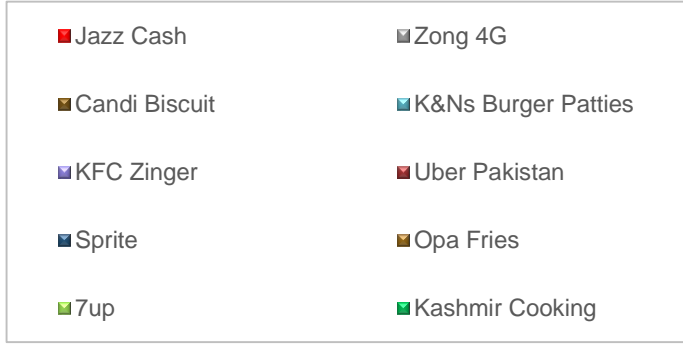 Jazz Cash Zong 4G
Candi Biscuit K&Ns Burger Patties
KFC Zinger Uber Pakistan
Sprite Opa Fries
7up Kashmir Cooking